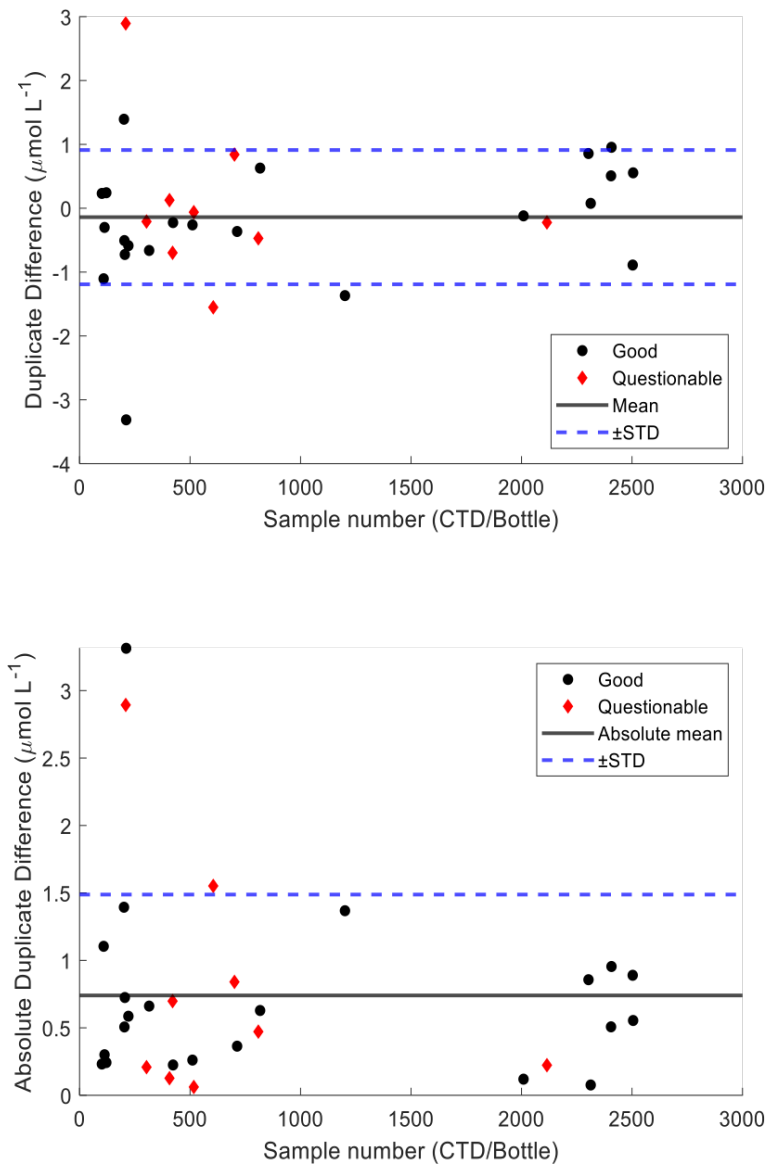 Duplicate Difference (μmol L⁻¹)
3
2
1
0
-1
-2
-3
-4
Good
Questionable
Mean
±STD
0 500 1000 1500 2000 2500 3000
Sample number (CTD/Bottle)
Absolute Duplicate Difference (μmol L⁻¹)
3
2.5
2
1.5
1
0.5
0
Good
Questionable
Absolute mean
±STD
0 500 1000 1500 2000 2500 3000
Sample number (CTD/Bottle)